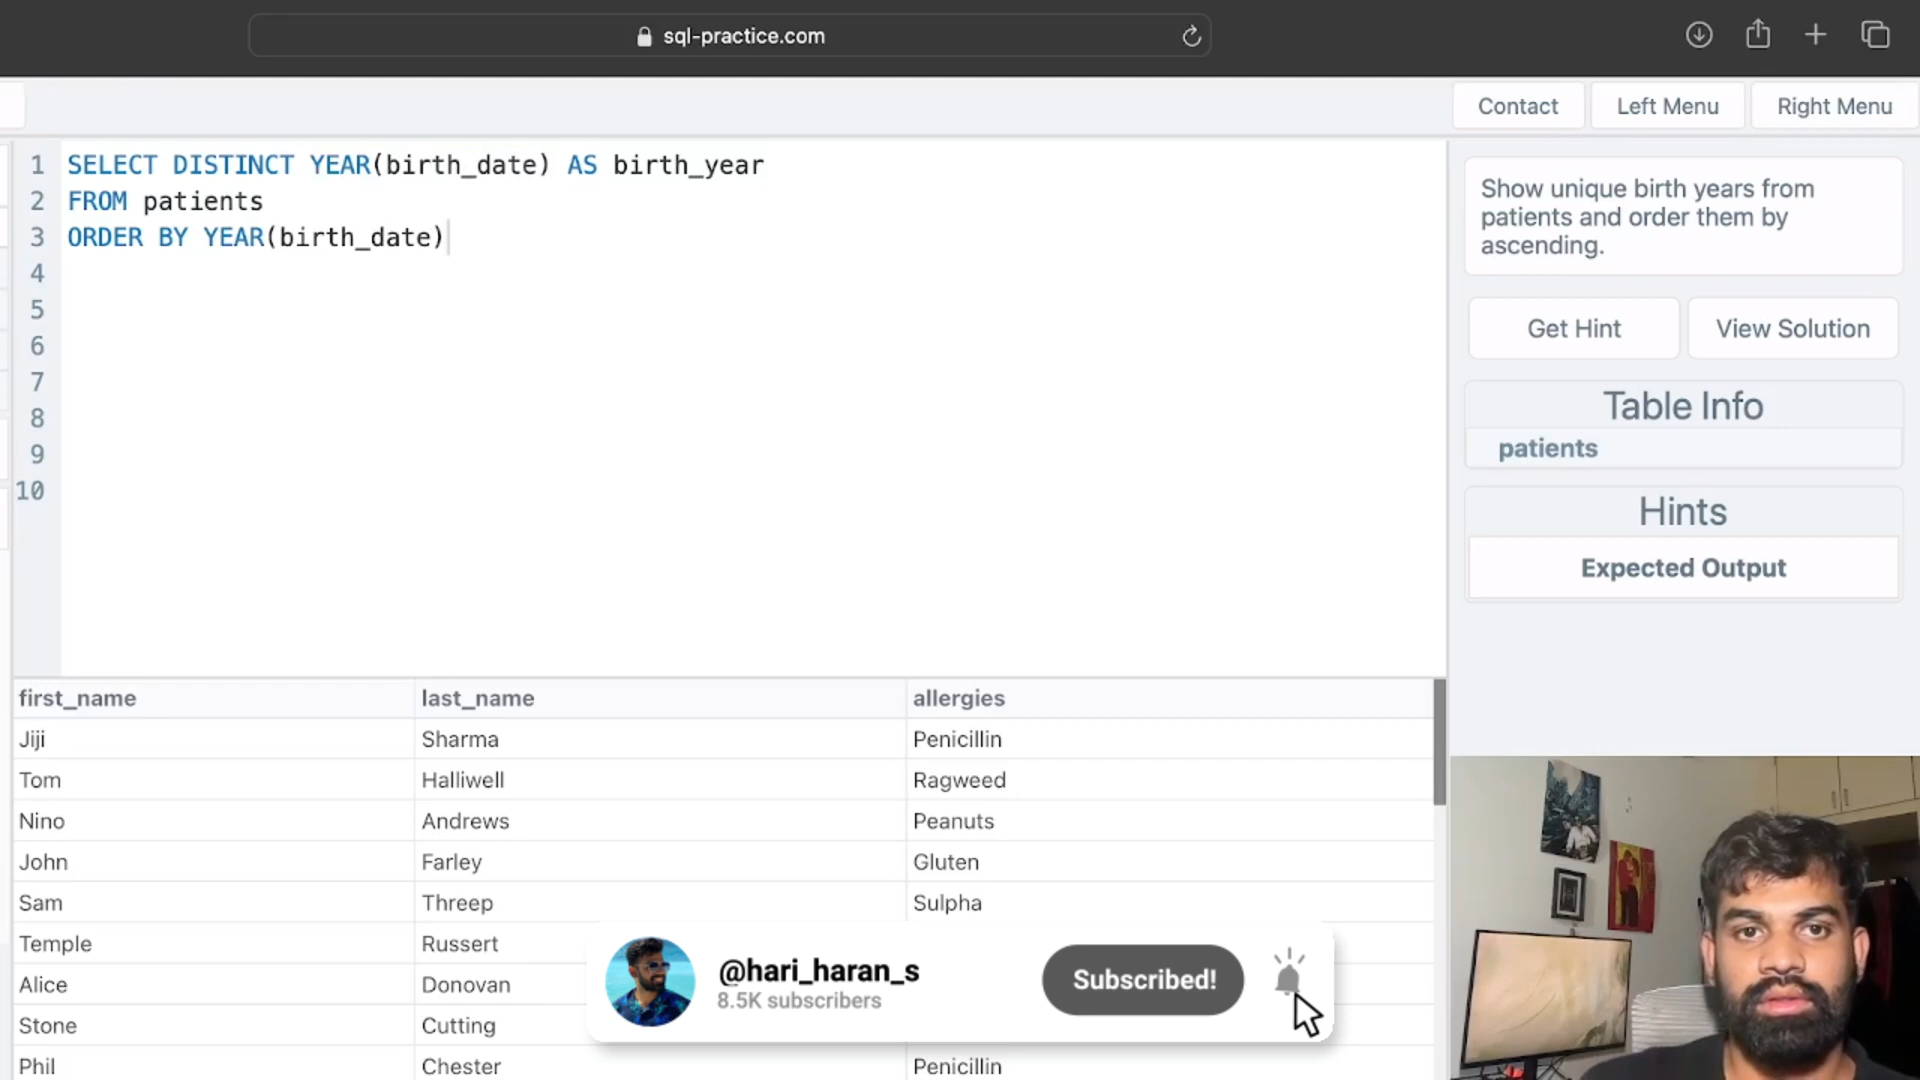 sql-practice.com
Contact
Left Menu
Right Menu
1 SELECT DISTINCT YEAR(birth_date) AS birth_year
2 FROM patients
3 ORDER BY YEAR(birth_date)
4
5
6
7
8
9
10
Show unique birth years from
patients and order them by
ascending.
Get Hint
View Solution
Table Info
patients
Hints
Expected Output
first_name last_name allergies
Jiji Sharma Penicillin
Tom Halliwell Ragweed
Nino Andrews Peanuts
John Farley Gluten
Sam Threep Sulpha
Temple Russert
Alice Donovan
Stone Cutting
Phil Chester Penicillin
@hari_haran_s
8.5K subscribers
Subscribed!